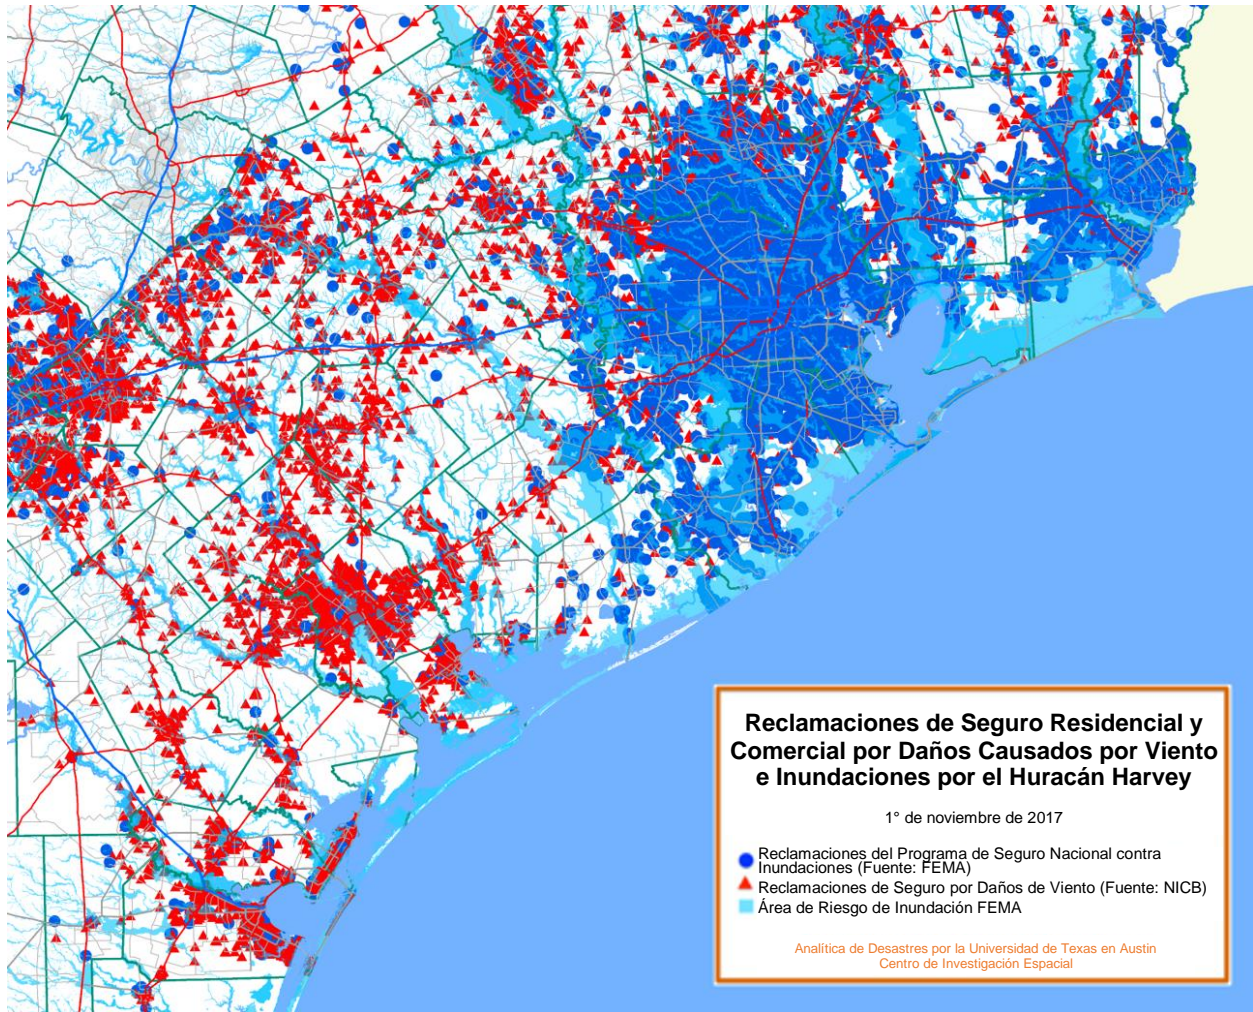 Reclamaciones de Seguro Residencial y
Comercial por Daños Causados por Viento
e Inundaciones por el Huracán Harvey
1° de noviembre de 2017
Reclamaciones del Programa de Seguro Nacional contra
Inundaciones (Fuente: FEMA)
Reclamaciones de Seguro por Daños de Viento (Fuente: NICB)
Área de Riesgo de Inundación FEMA
Analítica de Desastres por la Universidad de Texas en Austin
Centro de Investigación Espacial